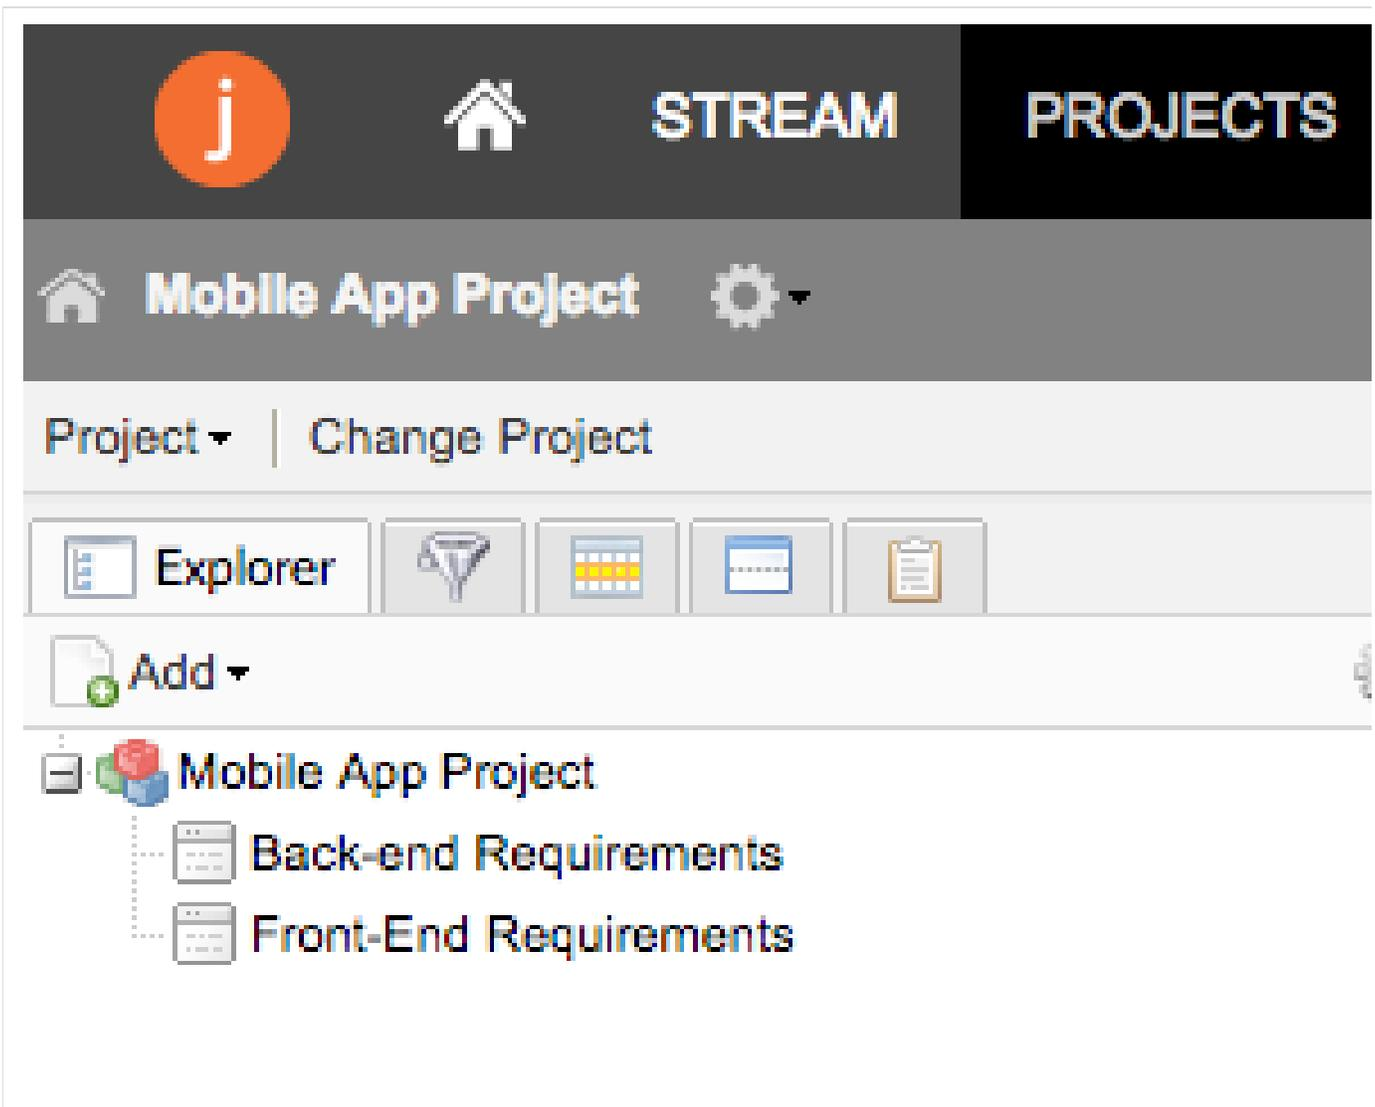 j STREAM PROJECTS
Mobile App Project
Project Change Project
Explorer
Add
Mobile App Project
Back-end Requirements
Front-End Requirements